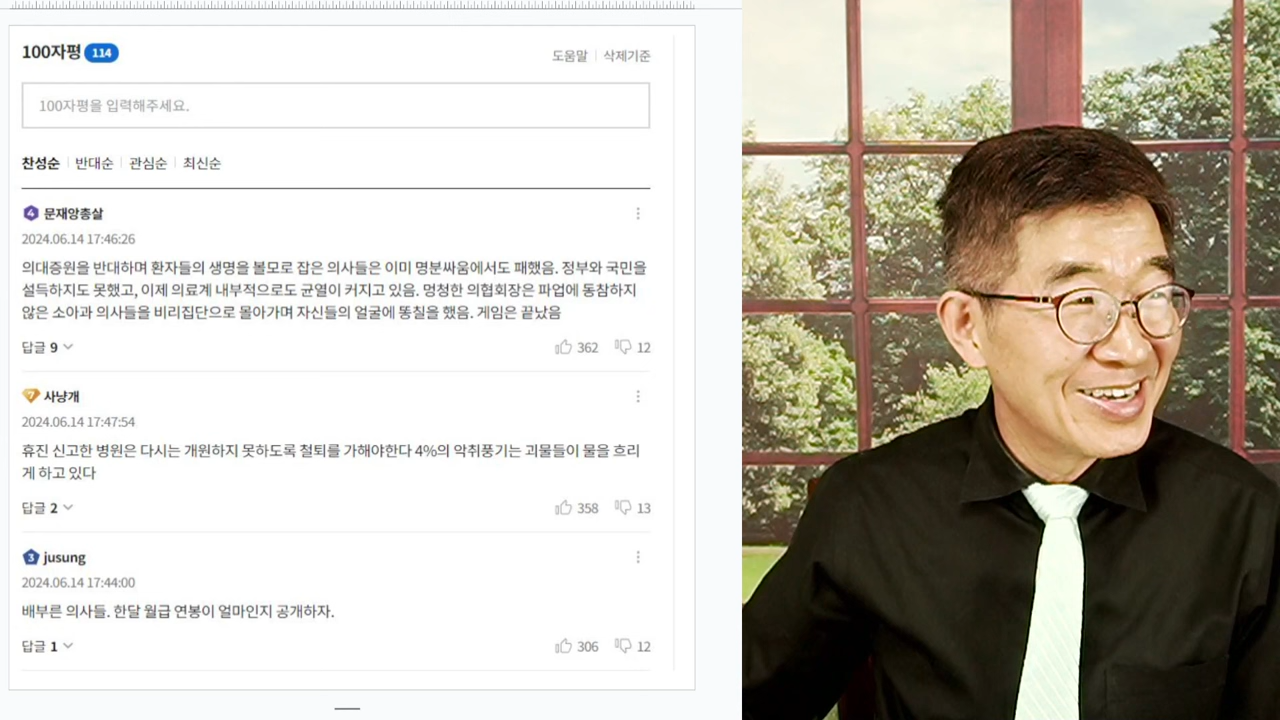 100자평 114
도움말 삭제기준
100자평을 입력해주세요.
찬성순 반대순 관심순 최신순
4 문재앙총살
2024.06.14 17:46:26
의대증원을 반대하며 환자들의 생명을 볼모로 잡은 의사들은 이미 명분싸움에서도 패했음. 정부와 국민을
설득하지도 못했고, 이제 의료계 내부적으로도 균열이 커지고 있음. 멍청한 의협회장은 파업에 동참하지
않은 소아과 의사들을 비리집단으로 몰아가며 자신들의 얼굴에 똥칠을 했음. 게임은 끝났음
답글 9 362 12
7 사냥개
2024.06.14 17:47:54
휴진 신고한 병원은 다시는 개원하지 못하도록 철퇴를 가해야한다 4%의 악취풍기는 괴물들이 물을 흐리
게 하고 있다
답글 2 358 13
3 jusung
2024.06.14 17:44:00
배부른 의사들. 한달 월급 연봉이 얼마인지 공개하자.
답글 1 306 12